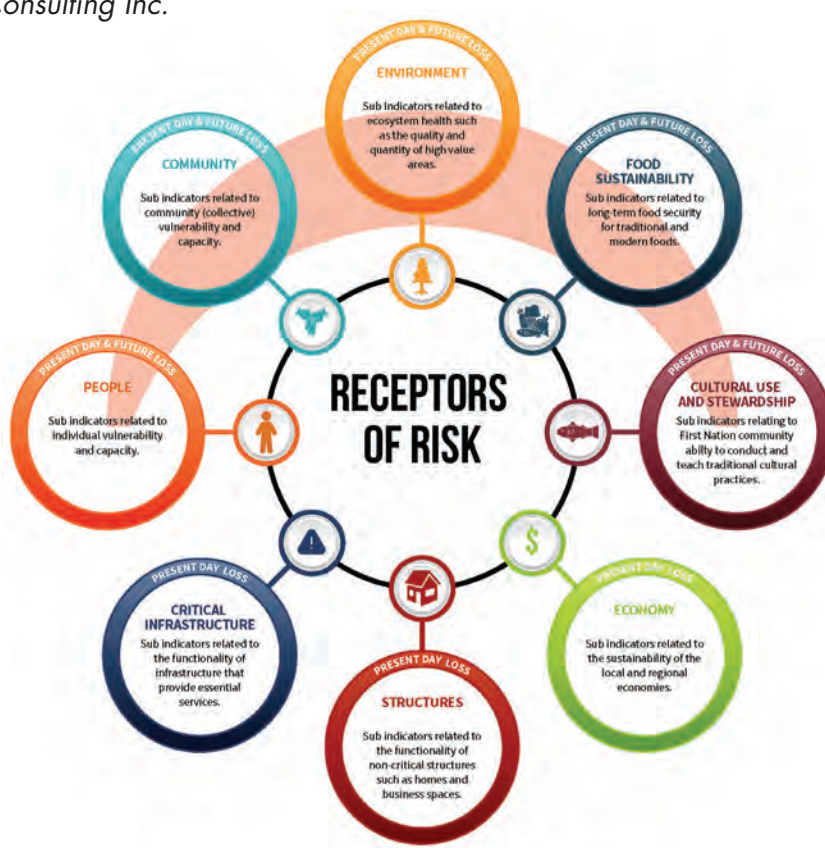 Consulting Inc.
PRESENT DAY & FUTURE LOSS
ENVIRONMENT
Sub Indicators related to
ecosystem health such
as the quality and
quantity of high value
areas.
PRESENT DAY & FUTURE LOSS
COMMUNITY
Sub indicators related to
community (collective)
vulnerability and
capacity.
PRESENT DAY & FUTURE LOSS
FOOD
SUSTAINABILITY
Sub indicators related to
long-term food security
for traditional and
modern foods.
PRESENT DAY & FUTURE LOSS
PEOPLE
Sub indicators related to
individual vulnerability
and capacity.
RECEPTORS
OF RISK
PRESENT DAY & FUTURE LOSS
CULTURAL USE
AND STEWARDSHIP
Sub indicators relating to
First Nation community
abilty to conduct and
teach traditional cultural
practices.
PRESENT DAY LOSS
CRITICAL
INFRASTRUCTURE
Sub indicators related to
the functionality of
infrastructure that
provide essential
services.
!
$
PRESENT DAY LOSS
ECONOMY
Sub indicators related to
the sustainability of the
local and regional
economies.
PRESENT DAY LOSS
STRUCTURES
Sub indicators related to
the functionality of
non-critical structures
such as homes and
business spaces.